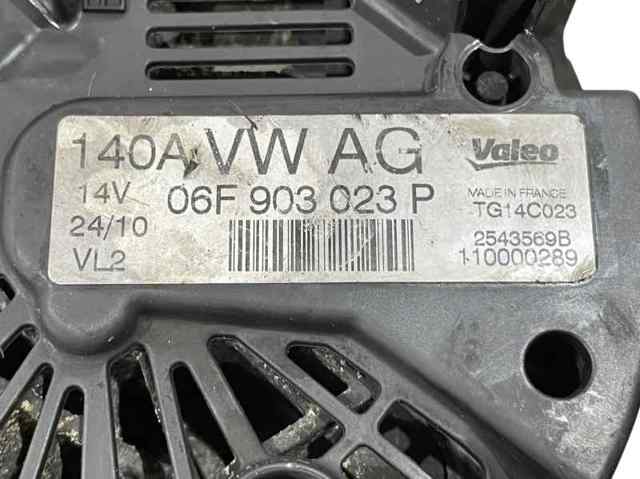 140A VW AG
Valeo
14V 06F 903 023 P
MADE IN FRANCE
24/10
TG14C023
VL2
2543569B
110000289